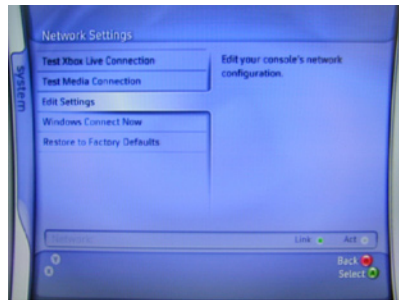 Network Settings
system
Test Xbox Live Connection
Test Media Connection
Edit Settings
Windows Connect Now
Restore to Factory Defaults
Edit your console's network
configuration.
Link
Act
Y
X
Back B
Select A